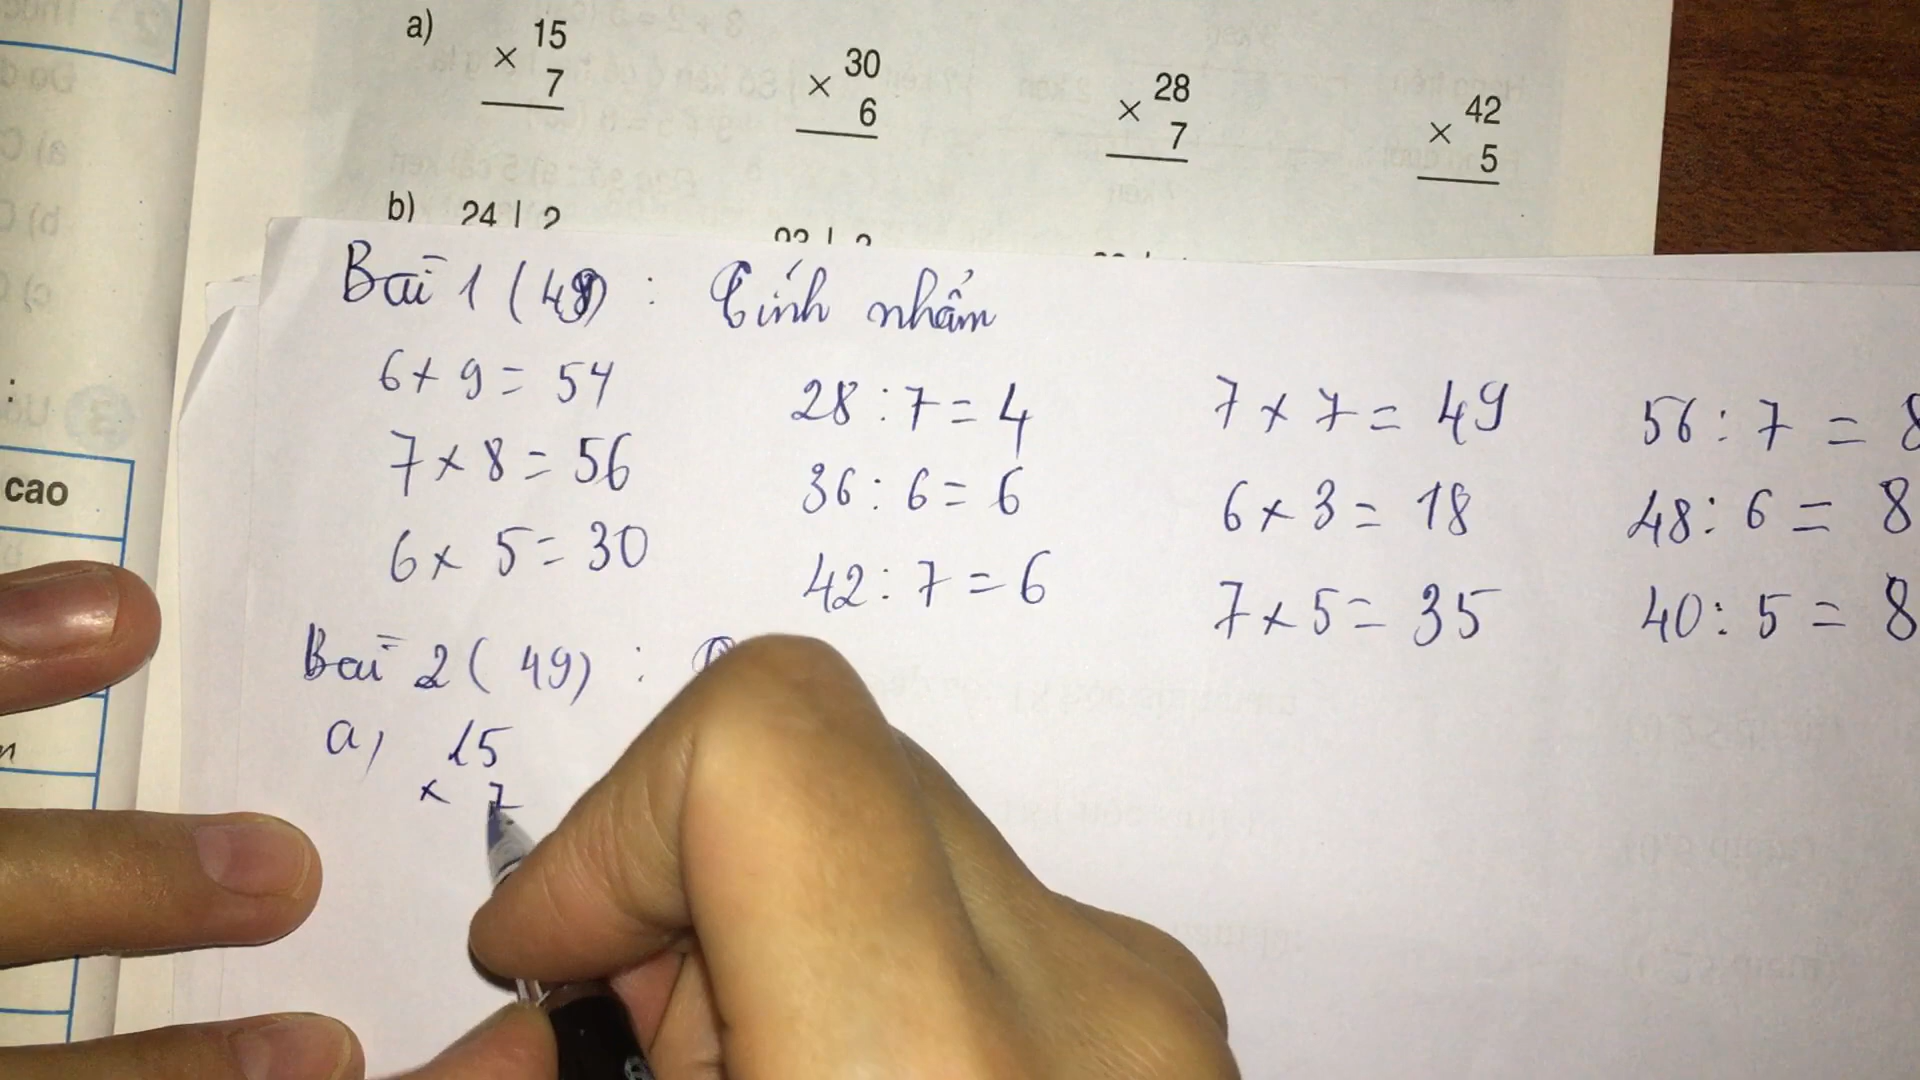 a) 15 30 28 42
× 7 × 6 × 7 × 5
b) 24 2
Bài 1 (49) : Tính nhẩm
6 × 9 = 54 28 : 7 = 4 7 × 7 = 49 56 : 7 = 8
7 × 8 = 56 36 : 6 = 6 6 × 3 = 18 48 : 6 = 8
6 × 5 = 30 42 : 7 = 6 7 × 5 = 35 40 : 5 = 8
Bài 2 (49) :
a, 15
× 7
cao